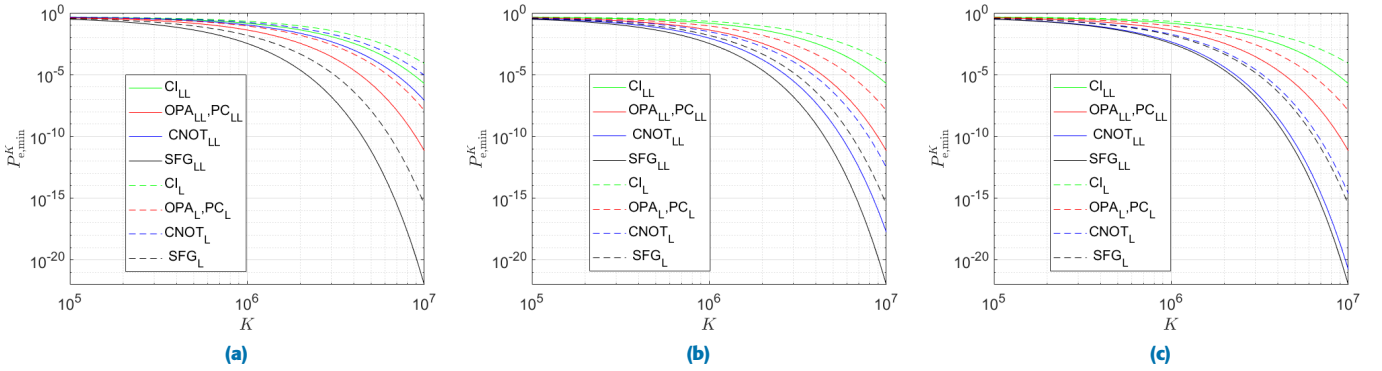 10^0
10^-5
10^-10
10^-15
10^-20
P^K_e,min
CI_LL
OPA_LL,PC_LL
CNOT_LL
SFG_LL
CI_L
OPA_L,PC_L
CNOT_L
SFG_L
10^5
10^6
10^7
K
(a)
10^0
10^-5
10^-10
10^-15
10^-20
P^K_e,min
CI_LL
OPA_LL,PC_LL
CNOT_LL
SFG_LL
CI_L
OPA_L,PC_L
CNOT_L
SFG_L
10^5
10^6
10^7
K
(b)
10^0
10^-5
10^-10
10^-15
10^-20
P^K_e,min
CI_LL
OPA_LL,PC_LL
CNOT_LL
SFG_LL
CI_L
OPA_L,PC_L
CNOT_L
SFG_L
10^5
10^6
10^7
K
(c)